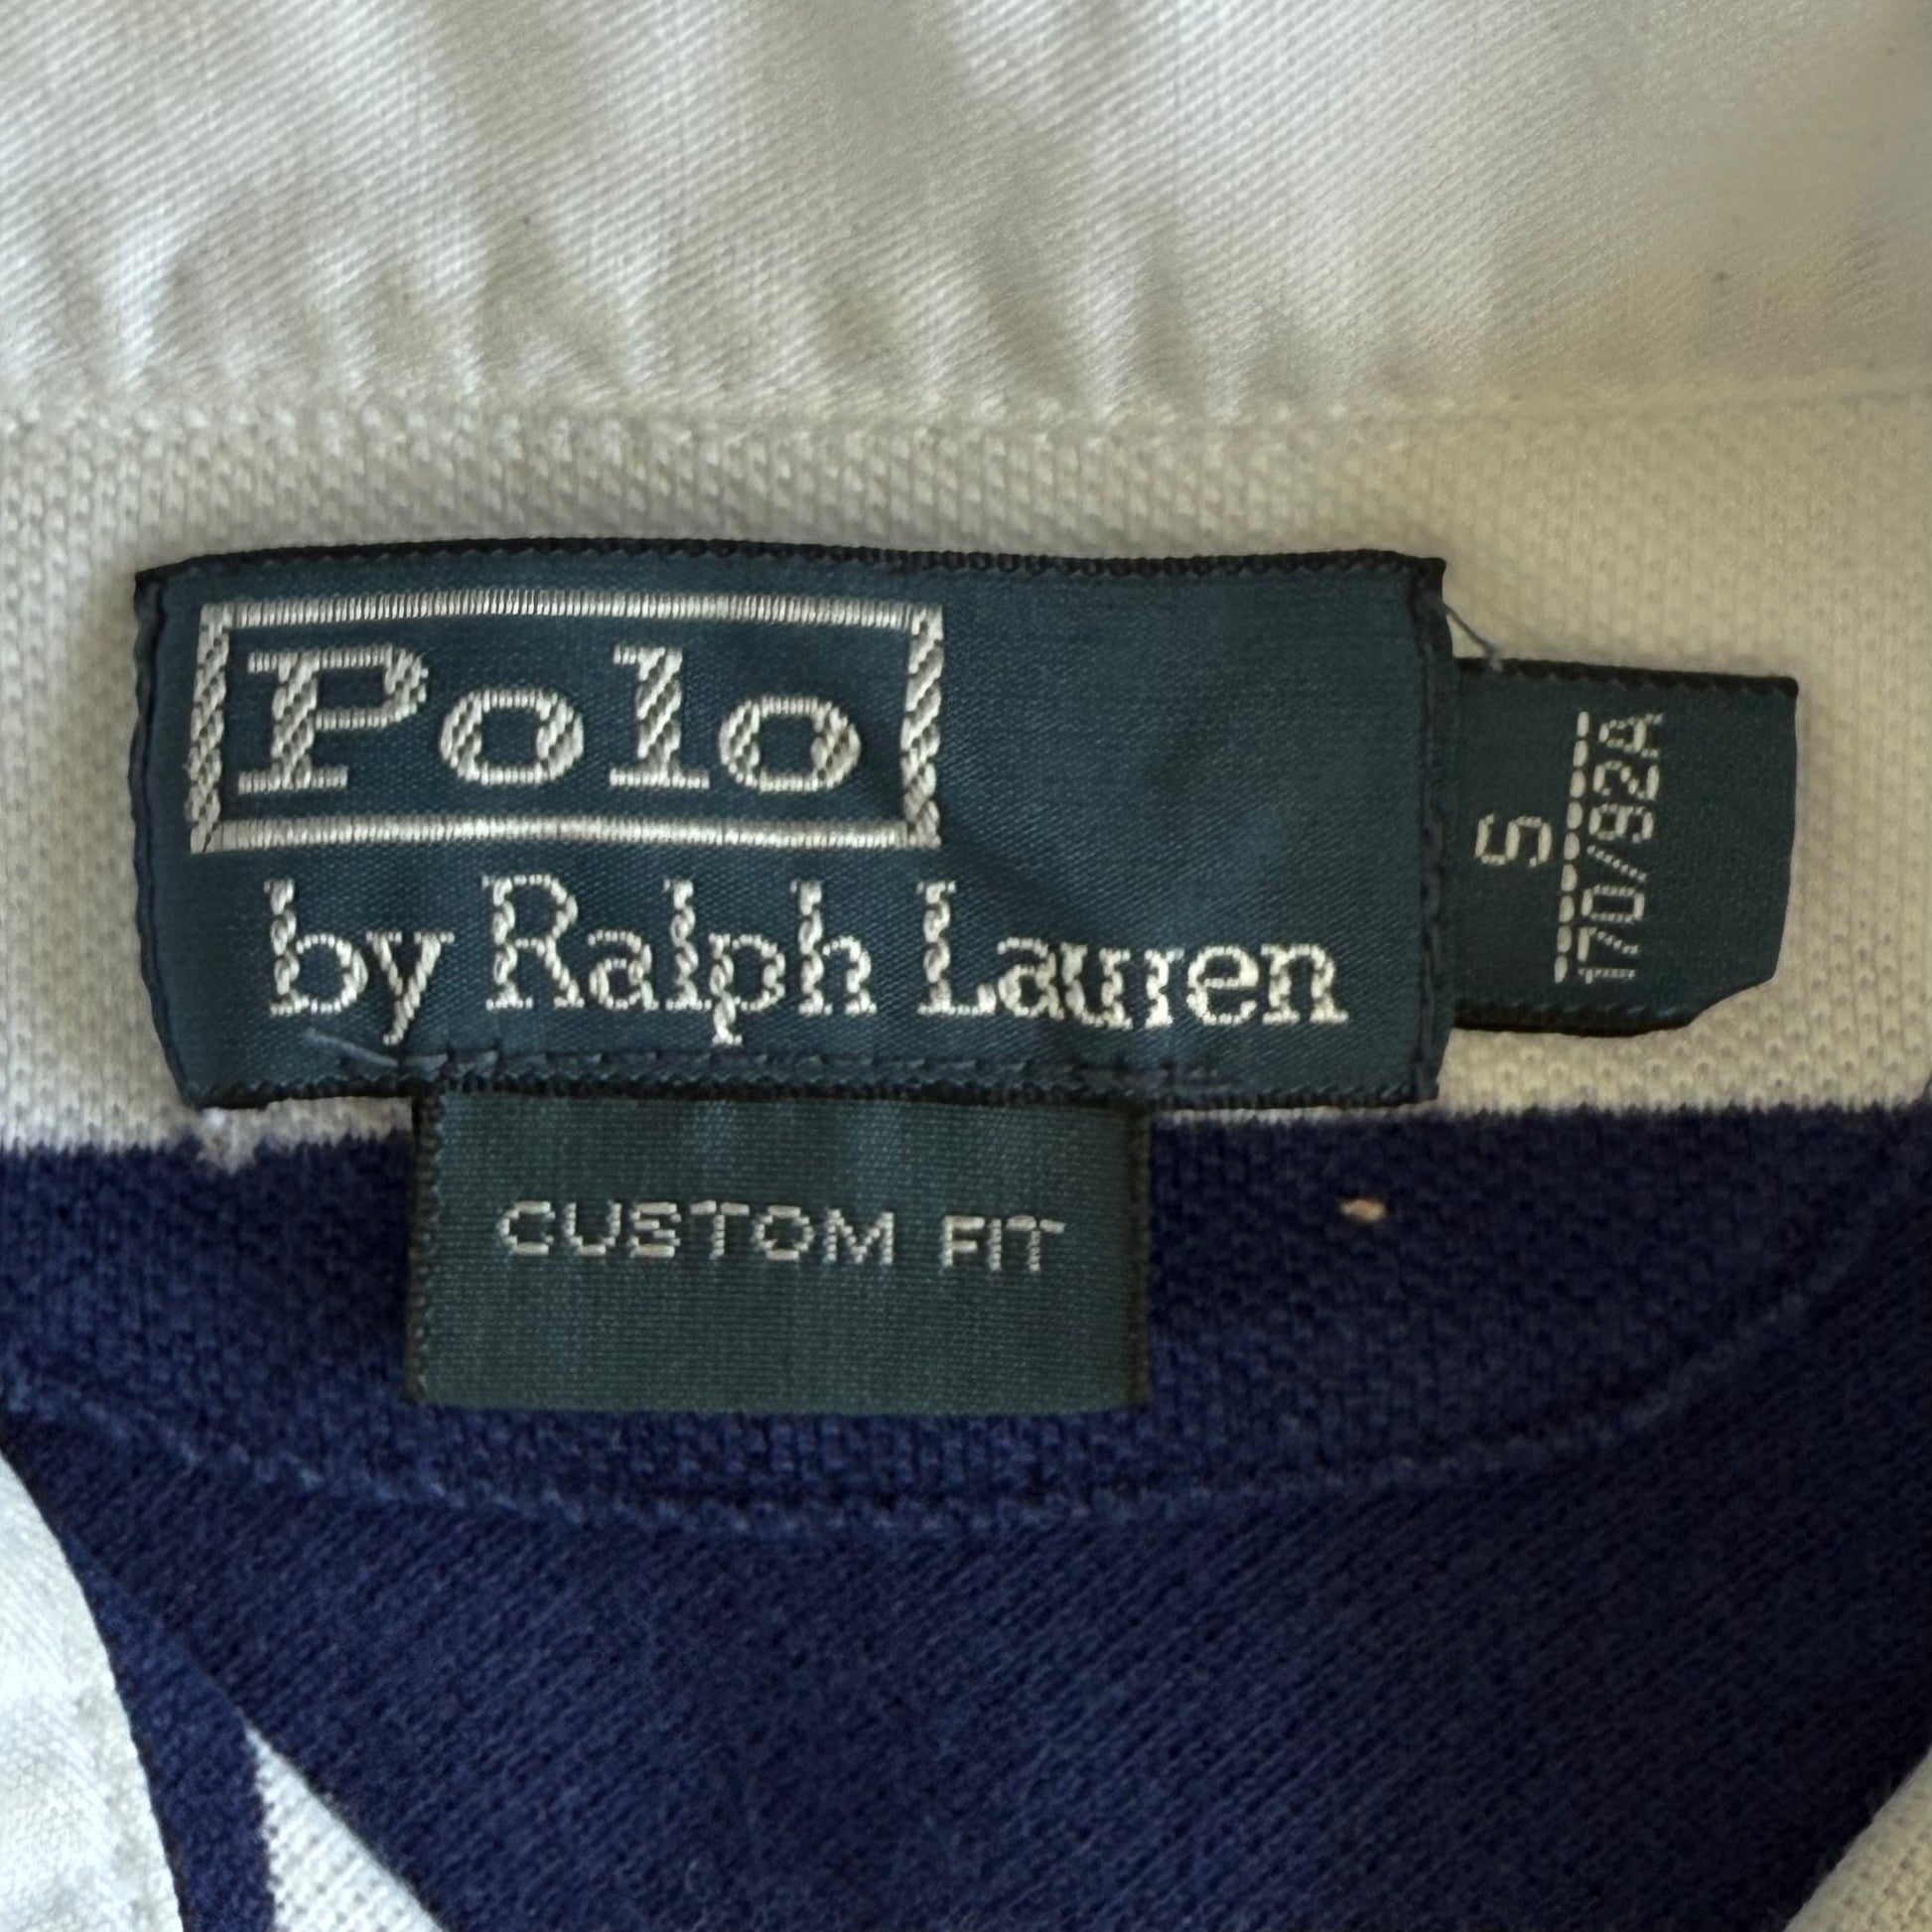 Polo
by Ralph Lauren
S
170/92A
CUSTOM FIT